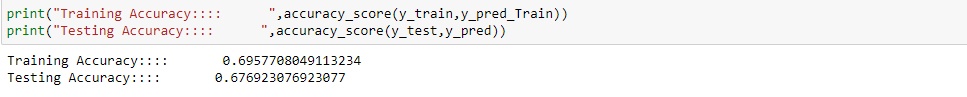 print("Training Accuracy::::      ",accuracy_score(y_train,y_pred_Train))
print("Testing Accuracy::::      ",accuracy_score(y_test,y_pred))
Training Accuracy::::       0.6957708049113234
Testing Accuracy::::       0.676923076923077